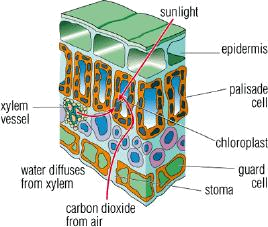 sunlight
epidermis
palisade
cell
xylem
vessel
chloroplast
water diffuses
from xylem
guard
cell
stoma
carbon dioxide
from air